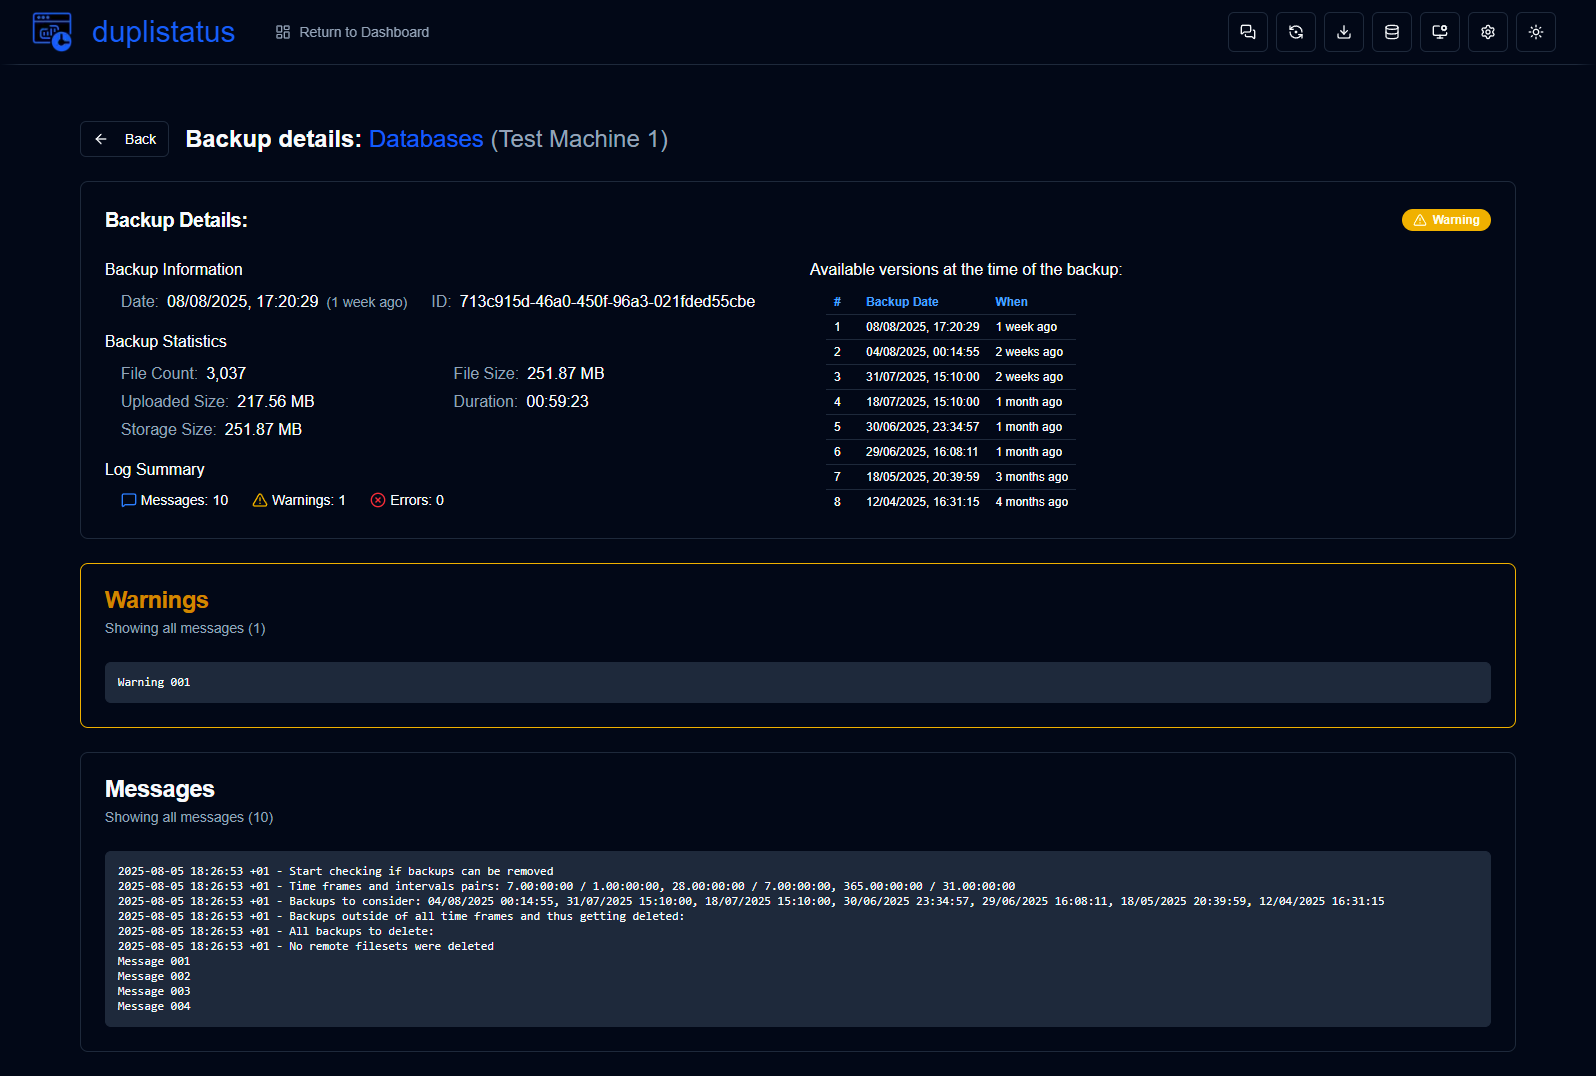 duplistatus
Return to Dashboard
Back
Backup details: Databases (Test Machine 1)
Backup Details:
Warning
Backup Information
Date: 08/08/2025, 17:20:29 (1 week ago) ID: 713c915d-46a0-450f-96a3-021fded55cbe
Backup Statistics
File Count: 3,037
File Size: 251.87 MB
Uploaded Size: 217.56 MB
Duration: 00:59:23
Storage Size: 251.87 MB
Log Summary
Messages: 10 Warnings: 1 Errors: 0
Available versions at the time of the backup:
# Backup Date When
1 08/08/2025, 17:20:29 1 week ago
2 04/08/2025, 00:14:55 2 weeks ago
3 31/07/2025, 15:10:00 2 weeks ago
4 18/07/2025, 15:10:00 1 month ago
5 30/06/2025, 23:34:57 1 month ago
6 29/06/2025, 16:08:11 1 month ago
7 18/05/2025, 20:39:59 3 months ago
8 12/04/2025, 16:31:15 4 months ago
Warnings
Showing all messages (1)
Warning 001
Messages
Showing all messages (10)
2025-08-05 18:26:53 +01 - Start checking if backups can be removed
2025-08-05 18:26:53 +01 - Time frames and intervals pairs: 7.00:00:00 / 1.00:00:00, 28.00:00:00 / 7.00:00:00, 365.00:00:00 / 31.00:00:00
2025-08-05 18:26:53 +01 - Backups to consider: 04/08/2025 00:14:55, 31/07/2025 15:10:00, 18/07/2025 15:10:00, 30/06/2025 23:34:57, 29/06/2025 16:08:11, 18/05/2025 20:39:59, 12/04/2025 16:31:15
2025-08-05 18:26:53 +01 - Backups outside of all time frames and thus getting deleted:
2025-08-05 18:26:53 +01 - All backups to delete:
2025-08-05 18:26:53 +01 - No remote filesets were deleted
Message 001
Message 002
Message 003
Message 004